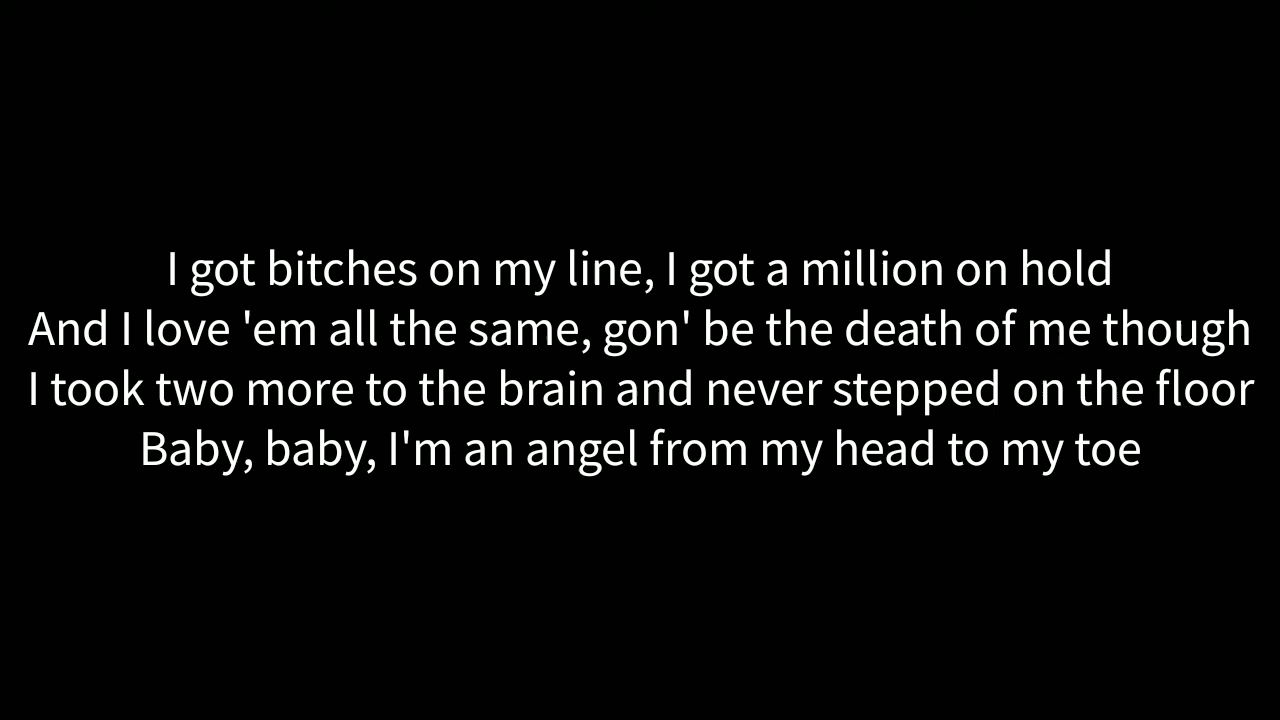 I got bitches on my line, I got a million on hold
And I love 'em all the same, gon' be the death of me though
I took two more to the brain and never stepped on the floor
Baby, baby, I'm an angel from my head to my toe